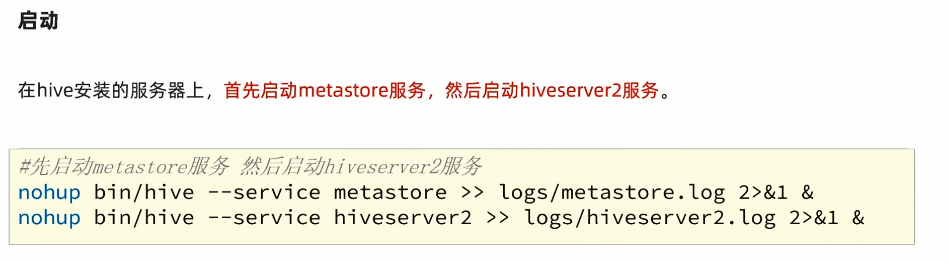 启动
在hive安装的服务器上，首先启动metastore服务，然后启动hiveserver2服务。
#先启动metastore服务 然后启动hiveserver2服务
nohup bin/hive --service metastore >> logs/metastore.log 2>&1 &
nohup bin/hive --service hiveserver2 >> logs/hiveserver2.log 2>&1 &